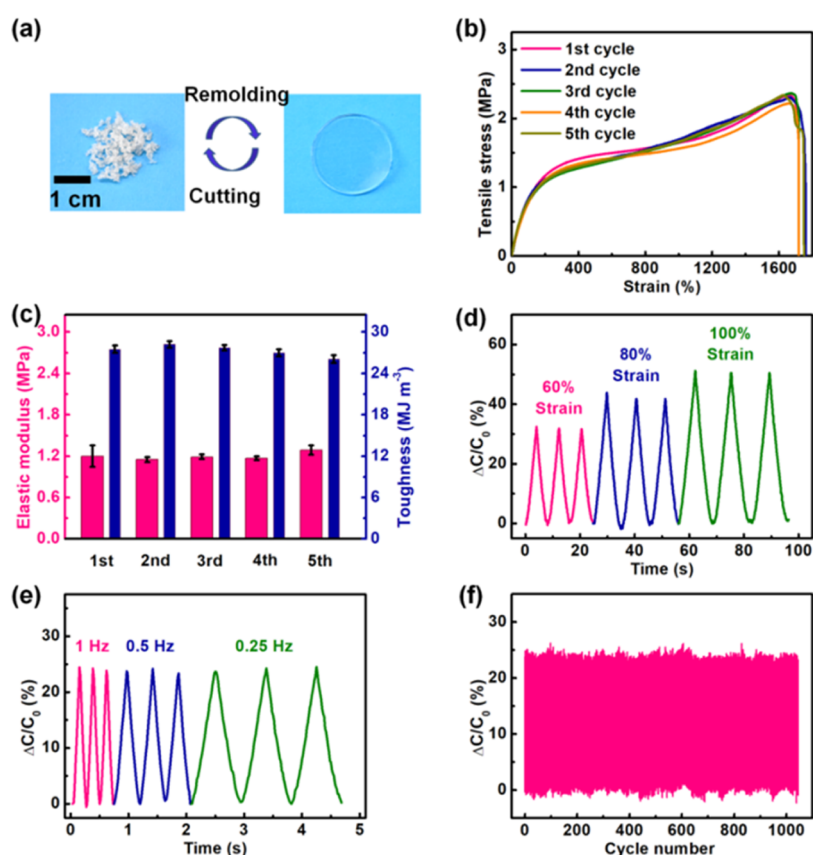 (a)
Remolding
Cutting
1 cm
(b)
Tensile stress (MPa)
3
2
1
0
1st cycle
2nd cycle
3rd cycle
4th cycle
5th cycle
0 400 800 1200 1600
Strain (%)
(c)
Elastic modulus (MPa)
3.0
2.4
1.8
1.2
0.6
0.0
30
24
18
12
6
0
Toughness (MJ m⁻³)
1st 2nd 3rd 4th 5th
(d)
ΔC/C₀ (%)
60
40
20
0
60%
Strain
80%
Strain
100%
Strain
0 20 40 60 80 100
Time (s)
(e)
ΔC/C₀ (%)
30
20
10
0
1 Hz 0.5 Hz 0.25 Hz
0 1 2 3 4 5
Time (s)
(f)
ΔC/C₀ (%)
30
20
10
0
0 200 400 600 800 1000
Cycle number